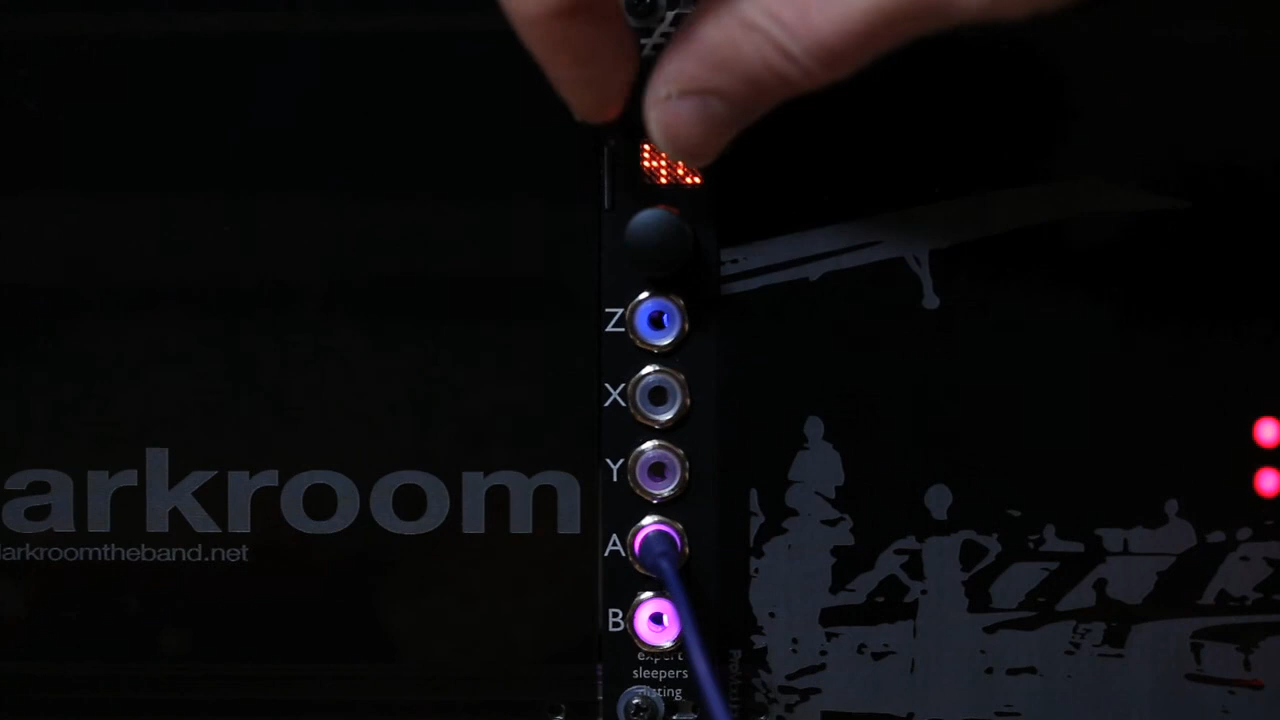 Z
X
Y
arkroom
A
darkroomtheband.net
B
expert
sleepers
disting